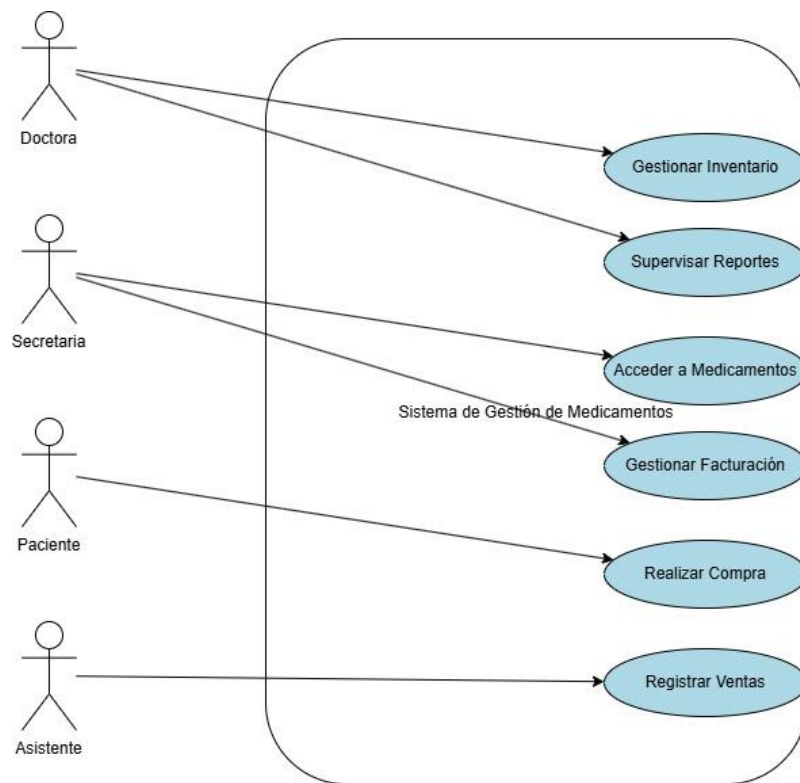 Doctora
Gestionar Inventario
Supervisar Reportes
Secretaria
Acceder a Medicamentos
Sistema de Gestión de Medicamentos
Gestionar Facturación
Paciente
Realizar Compra
Registrar Ventas
Asistente